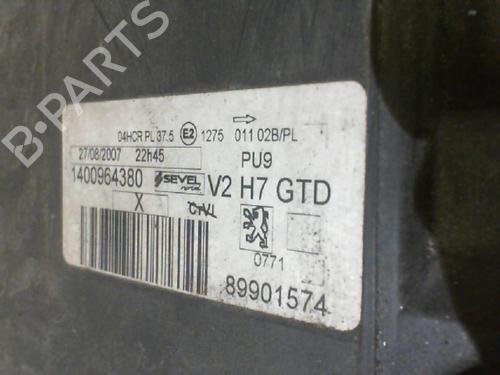 04HCR PL 37.5 E2 1275 011 02B/PL
27/08/2007 22h45 PU9
1400964380 SEVEL V2 H7 GTD
X
0771
89901574
B